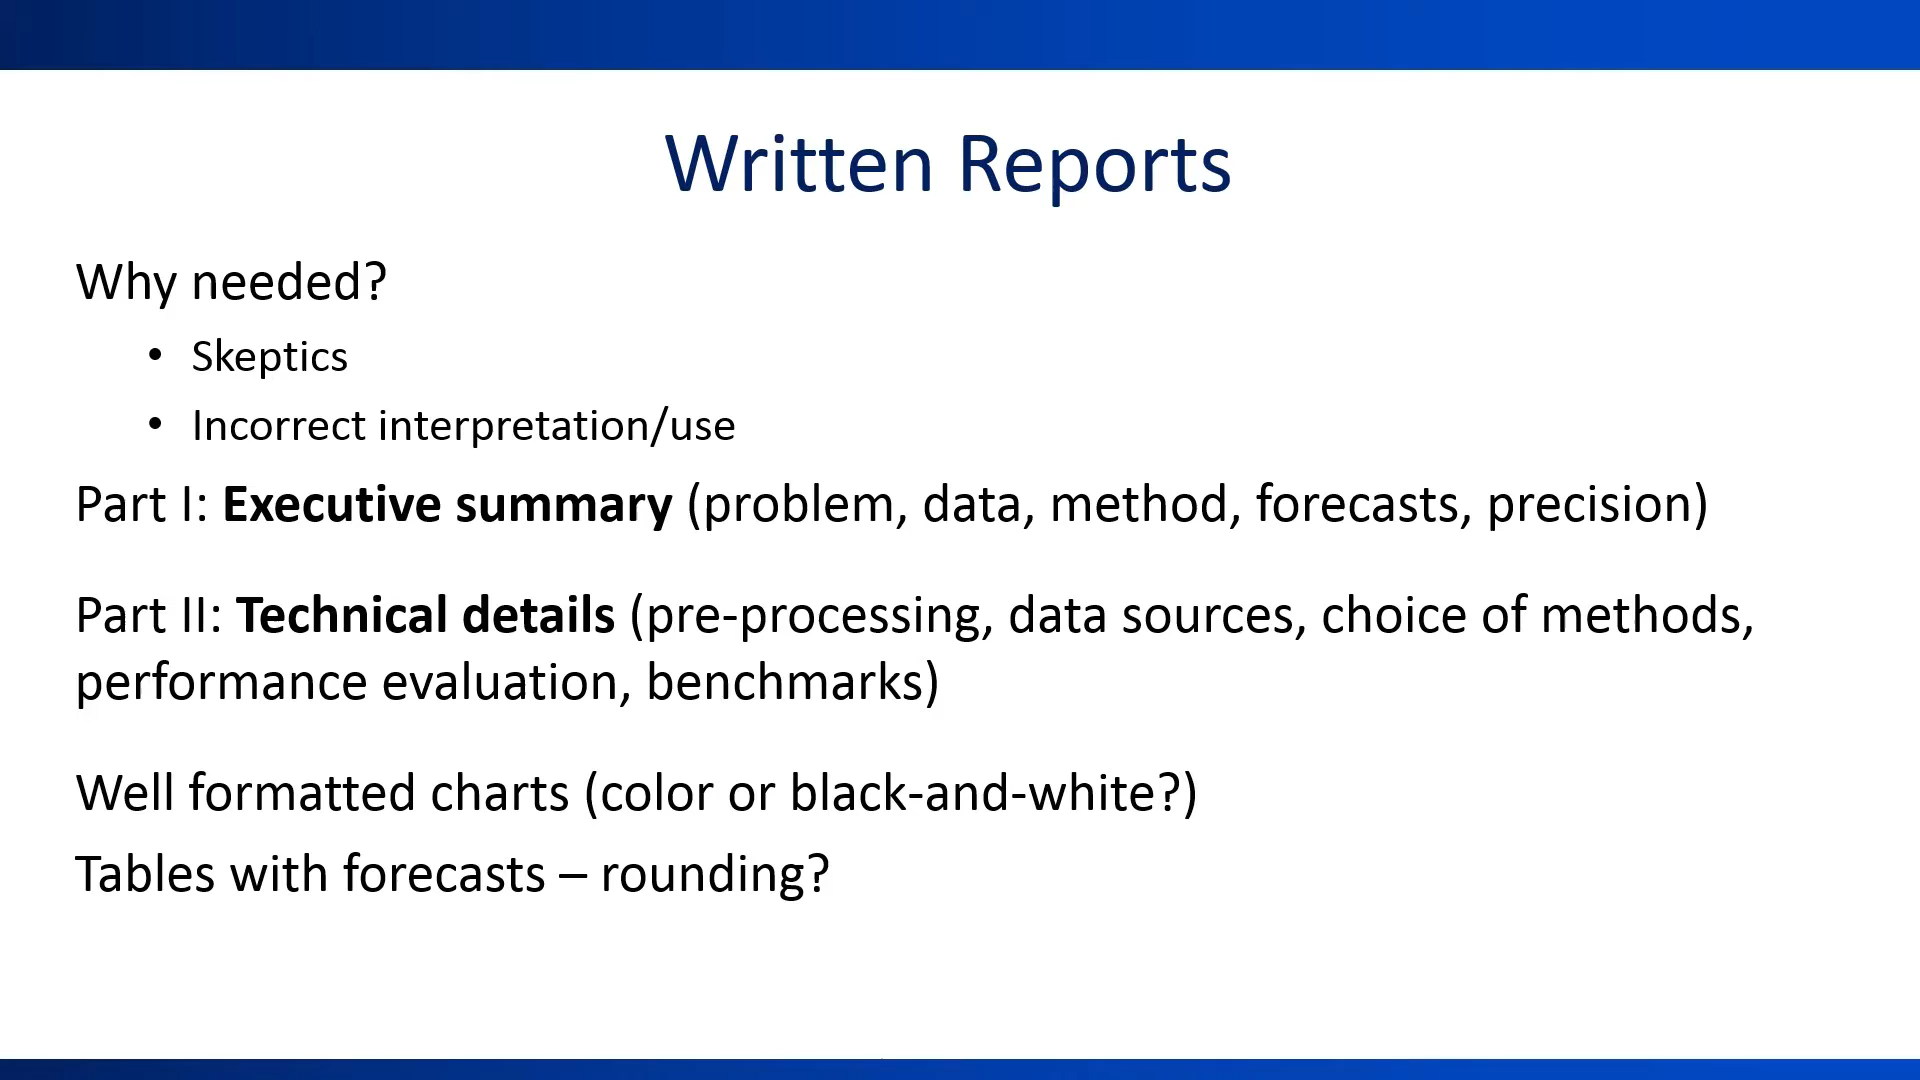 Written Reports
Why needed?
• Skeptics
• Incorrect interpretation/use
Part I: Executive summary (problem, data, method, forecasts, precision)
Part II: Technical details (pre-processing, data sources, choice of methods,
performance evaluation, benchmarks)
Well formatted charts (color or black-and-white?)
Tables with forecasts – rounding?